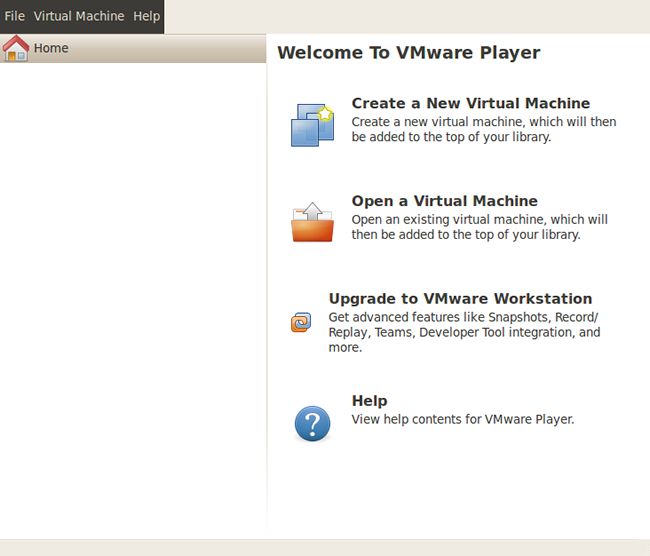 File Virtual Machine Help
Home
Welcome To VMware Player
Create a New Virtual Machine
Create a new virtual machine, which will then
be added to the top of your library.
Open a Virtual Machine
Open an existing virtual machine, which will
then be added to the top of your library.
Upgrade to VMware Workstation
Get advanced features like Snapshots, Record/
Replay, Teams, Developer Tool integration, and
more.
Help
View help contents for VMware Player.